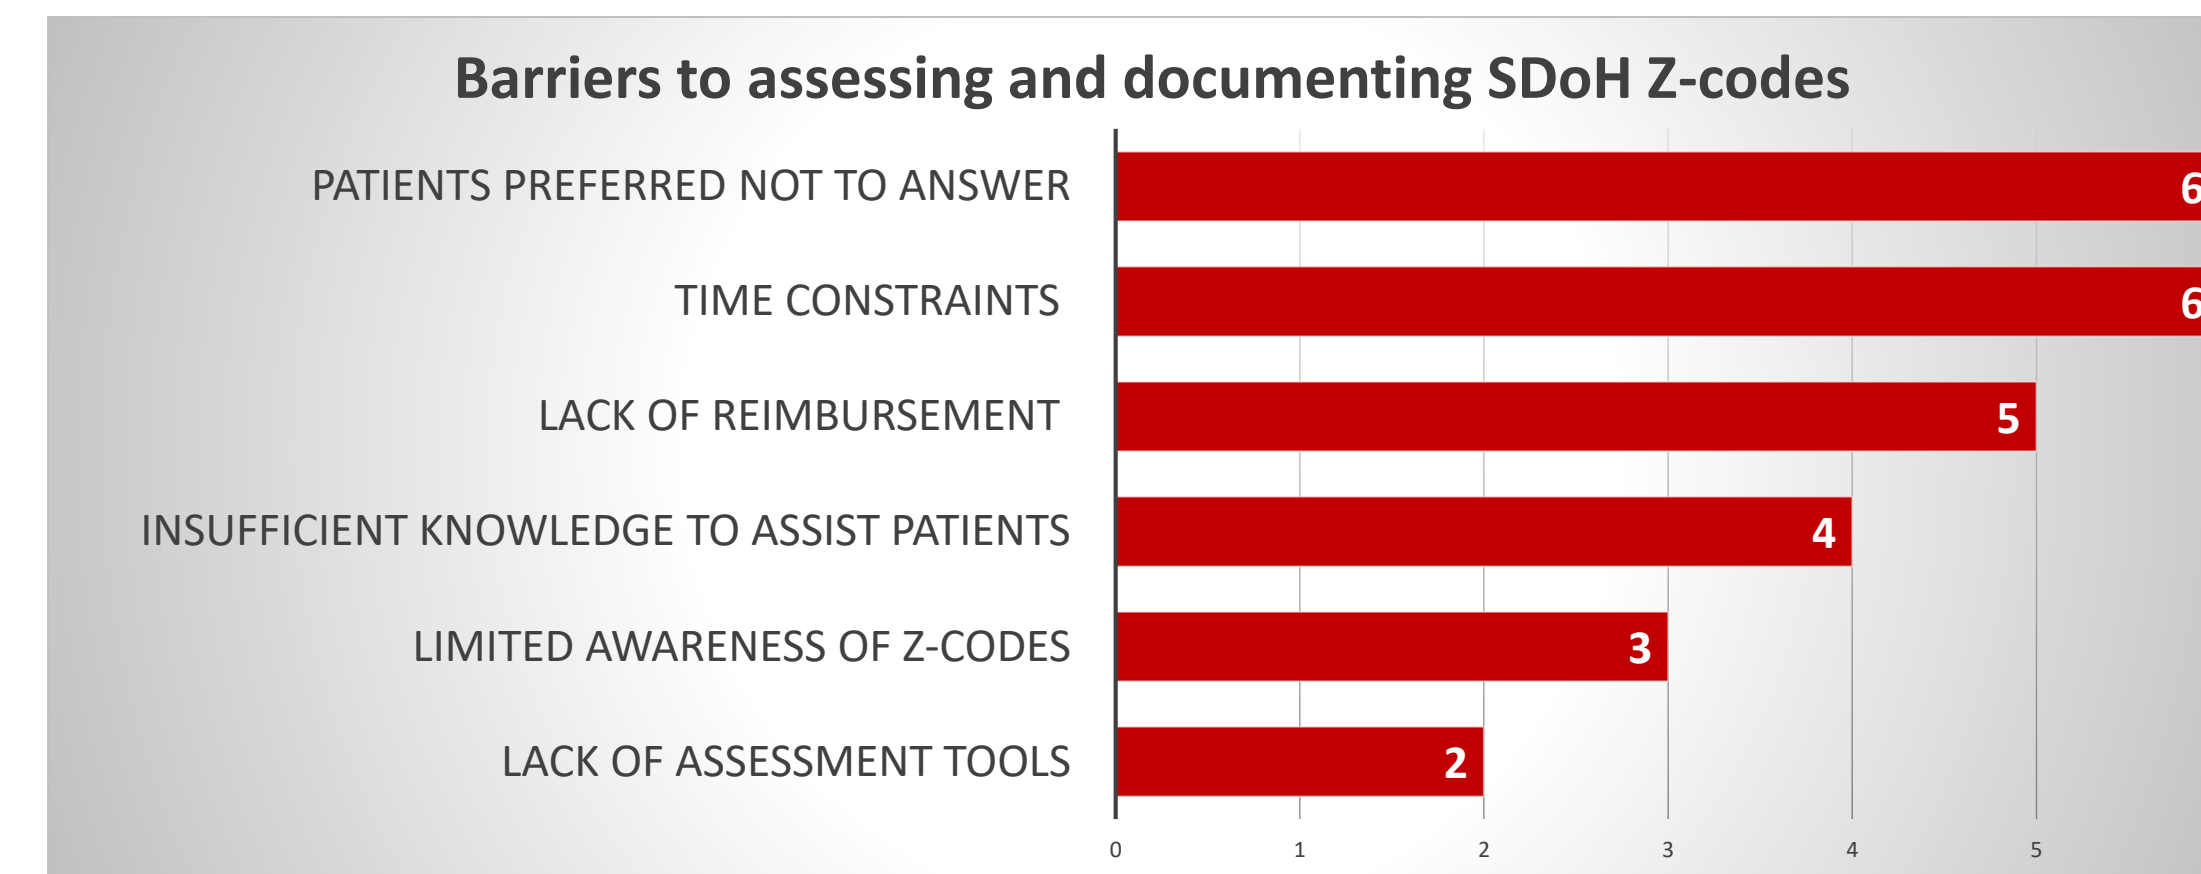 Barriers to assessing and documenting SDoH Z-codes
PATIENTS PREFERRED NOT TO ANSWER 6
TIME CONSTRAINTS 6
LACK OF REIMBURSEMENT 5
INSUFFICIENT KNOWLEDGE TO ASSIST PATIENTS 4
LIMITED AWARENESS OF Z-CODES 3
LACK OF ASSESSMENT TOOLS 2
0 1 2 3 4 5